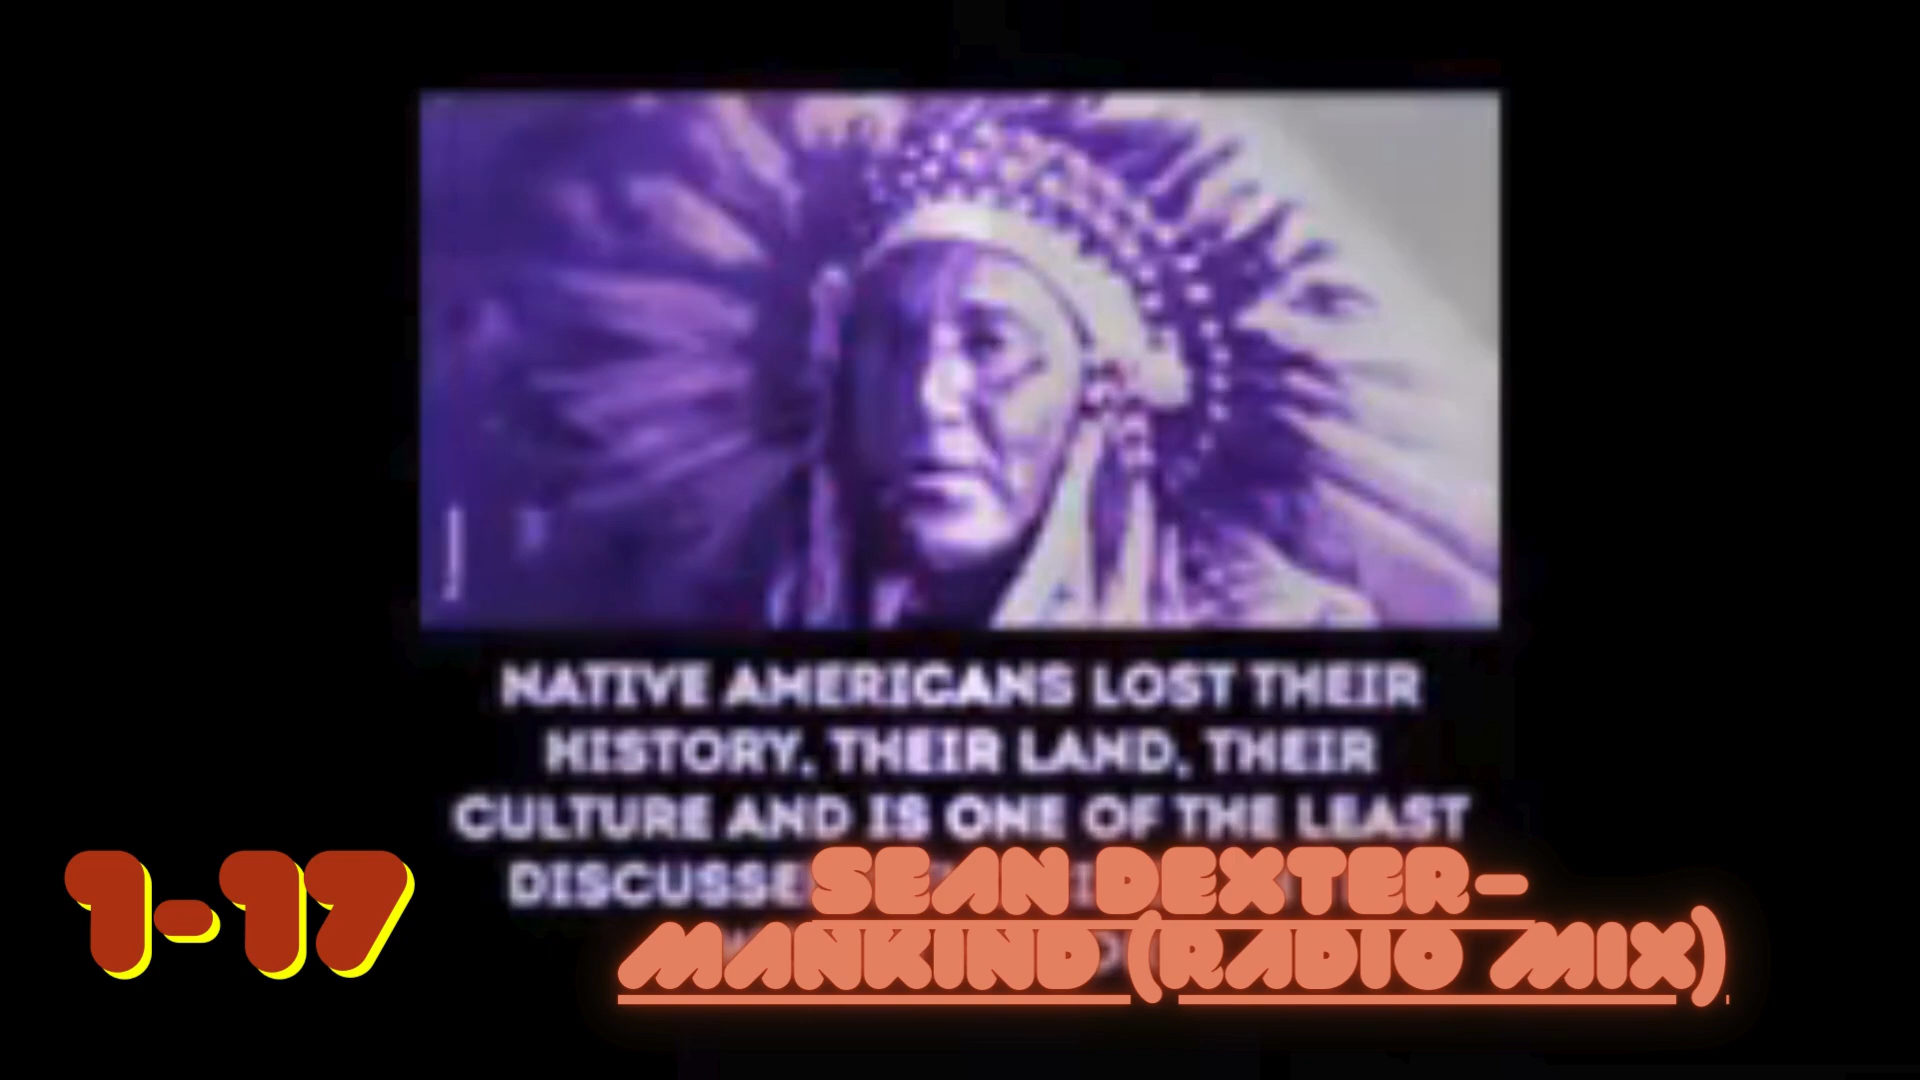 NATIVE AMERICANS LOST THEIR
HISTORY, THEIR LAND, THEIR
CULTURE AND IS ONE OF THE LEAST
1-17
SEAN DEXTER-
MANKIND (RADIO MIX)